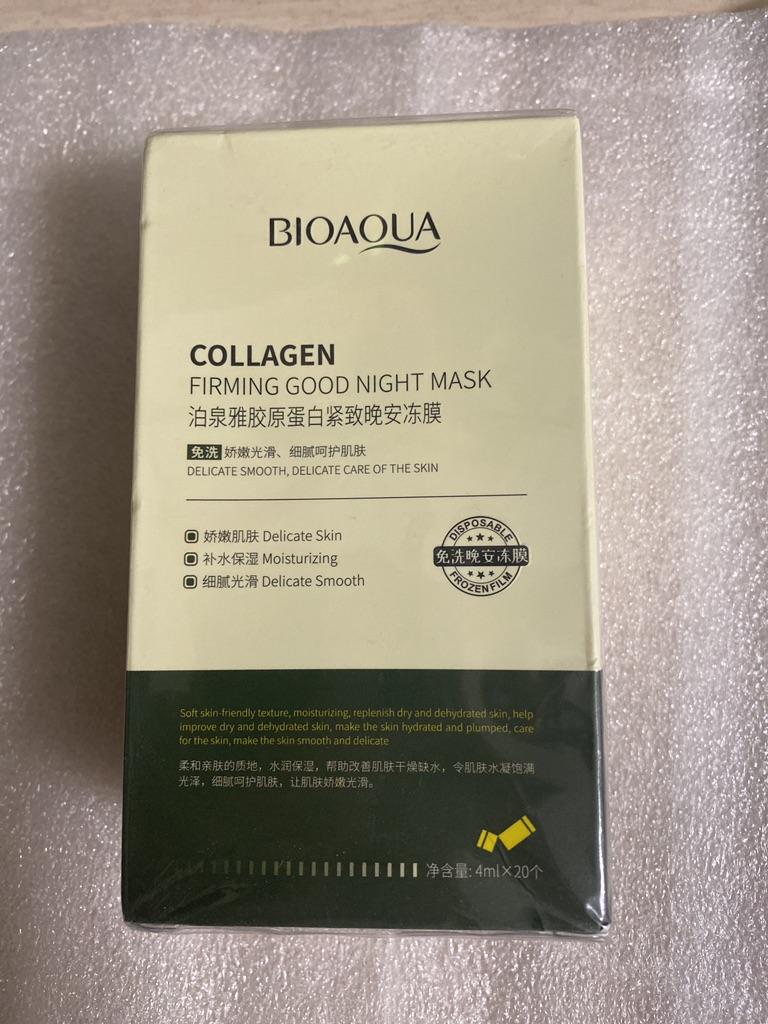 BIOAQUA
COLLAGEN
FIRMING GOOD NIGHT MASK
泊泉雅胶原蛋白紧致晚安冻膜
免洗 娇嫩光滑、细腻呵护肌肤
DELICATE SMOOTH, DELICATE CARE OF THE SKIN
娇嫩肌肤 Delicate Skin
补水保湿 Moisturizing
细腻光滑 Delicate Smooth
DISPOSABLE
免洗晚安冻膜
FROZEN FILM
Soft skin-friendly texture, moisturizing, replenish dry and dehydrated skin, help
improve dry and dehydrated skin, make the skin hydrated and plumped, care
for the skin, make the skin smooth and delicate
柔和亲肤的质地，水润保湿，帮助改善肌肤干燥缺水，令肌肤水凝饱满
光泽，细腻呵护肌肤，让肌肤娇嫩光滑。
净含量: 4ml×20个